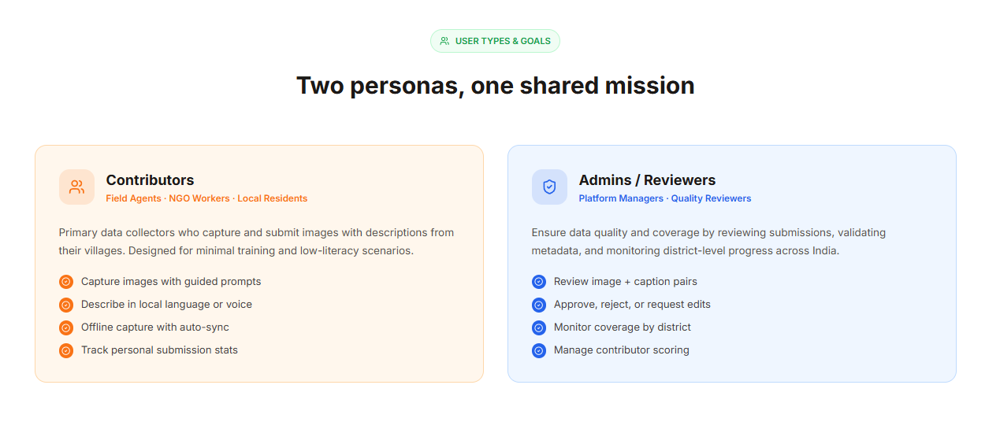 USER TYPES & GOALS
Two personas, one shared mission
Contributors
Field Agents · NGO Workers · Local Residents
Primary data collectors who capture and submit images with descriptions from
their villages. Designed for minimal training and low-literacy scenarios.
Capture images with guided prompts
Describe in local language or voice
Offline capture with auto-sync
Track personal submission stats
Admins / Reviewers
Platform Managers · Quality Reviewers
Ensure data quality and coverage by reviewing submissions, validating
metadata, and monitoring district-level progress across India.
Review image + caption pairs
Approve, reject, or request edits
Monitor coverage by district
Manage contributor scoring